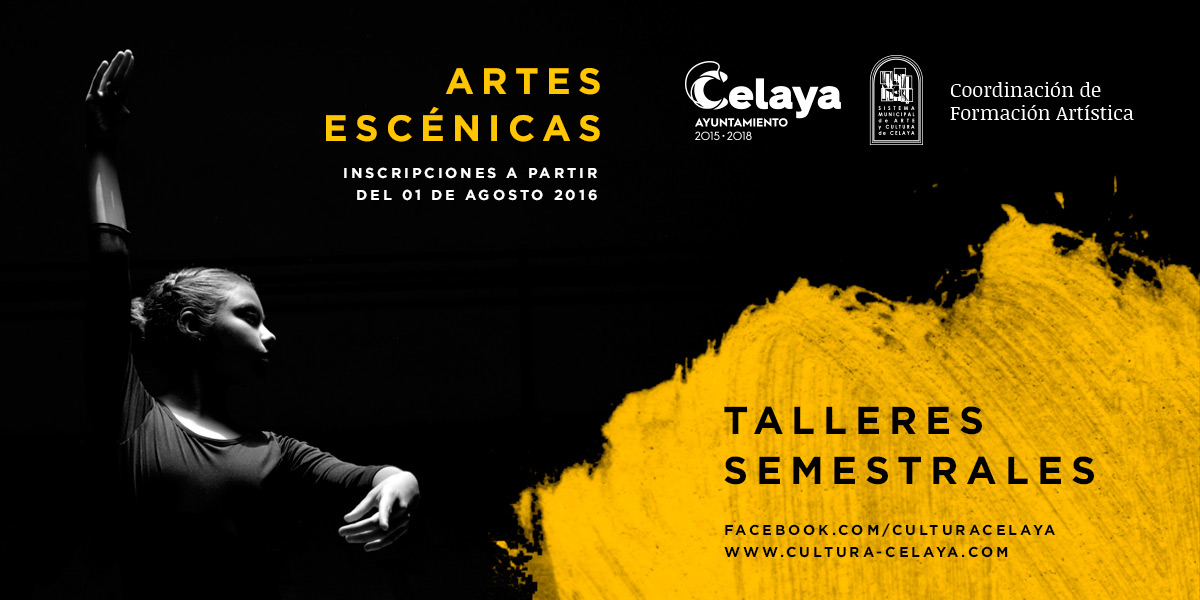 ARTES
ESCÉNICAS
INSCRIPCIONES A PARTIR
DEL 01 DE AGOSTO 2016
Celaya
AYUNTAMIENTO
2015 · 2018
SISTEMA
MUNICIPAL
de ARTE
y CULTURA
de CELAYA
Coordinación de
Formación Artística
TALLERES
SEMESTRALES
FACEBOOK.COM/CULTURACELAYA
WWW.CULTURA-CELAYA.COM